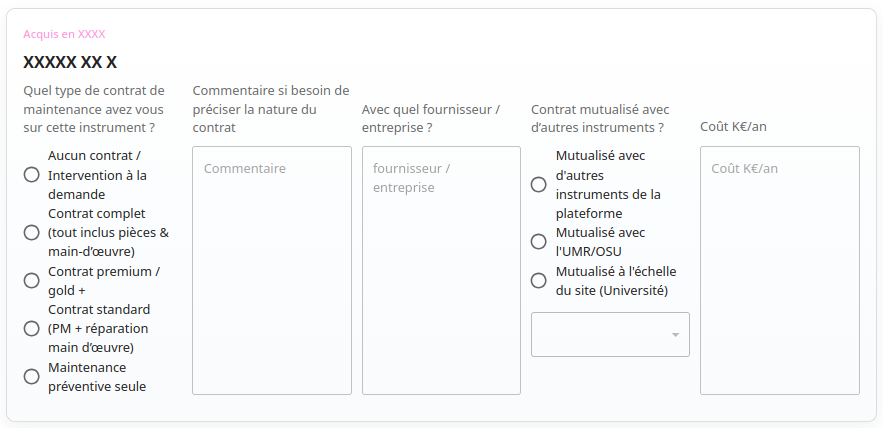 Acquis en XXXX
XXXXX XX X
Quel type de contrat de
maintenance avez vous
sur cette instrument ?
Aucun contrat /
Intervention à la
demande
Contrat complet
(tout inclus pièces &
main-d’œuvre)
Contrat premium /
gold +
Contrat standard
(PM + réparation
main d’œuvre)
Maintenance
préventive seule
Commentaire si besoin de
préciser la nature du
contrat
Commentaire
Avec quel fournisseur /
entreprise ?
fournisseur /
entreprise
Contrat mutualisé avec
d’autres instruments ?
Mutualisé avec
d'autres
instruments de la
plateforme
Mutualisé avec
l'UMR/OSU
Mutualisé à l'échelle
du site (Université)
Coût K€/an
Coût K€/an